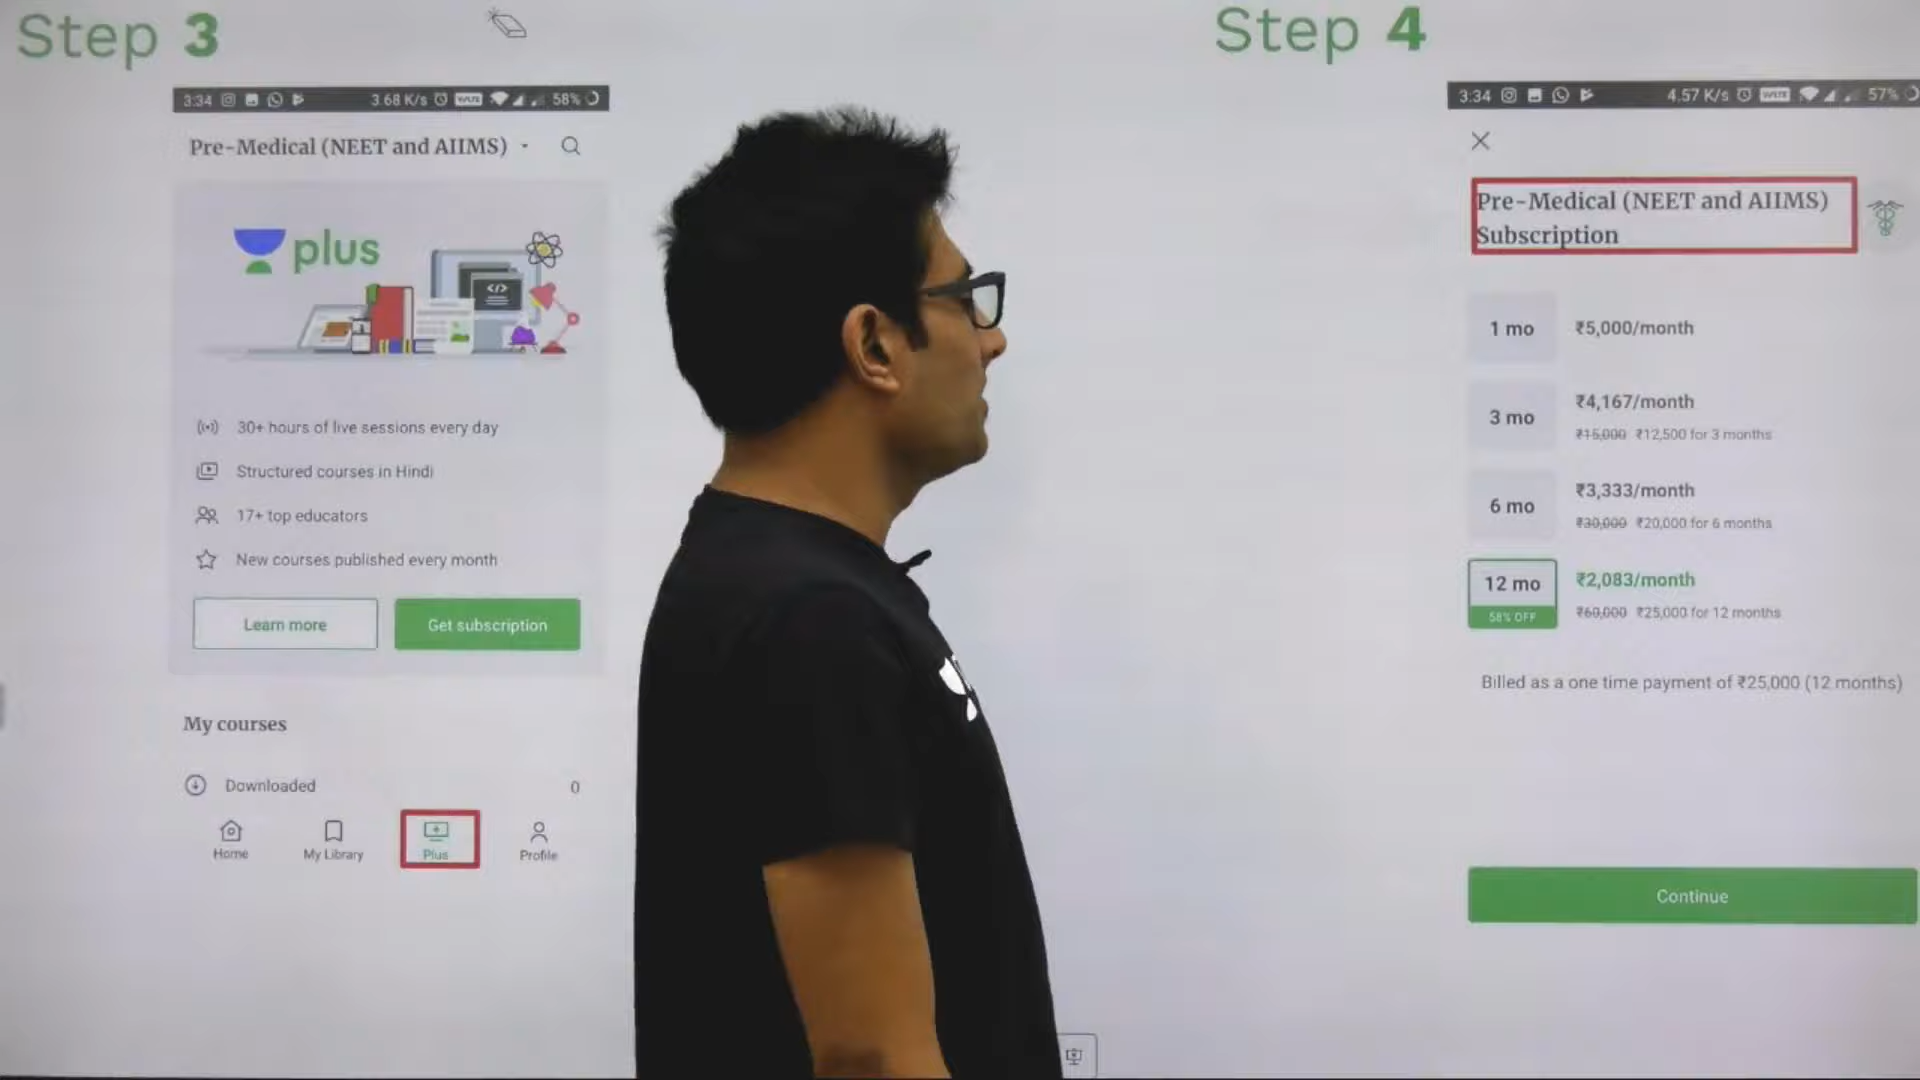 Step 3
3:34 3.68 K/s 58%
Pre-Medical (NEET and AIIMS)
plus
</>
30+ hours of live sessions every day
Structured courses in Hindi
17+ top educators
New courses published every month
Learn more Get subscription
My courses
Downloaded 0
Home My Library Plus Profile
Step 4
3:34 4.57 K/s 57%
Pre-Medical (NEET and AIIMS)
Subscription
1 mo ₹5,000/month
3 mo ₹4,167/month
₹15,000 ₹12,500 for 3 months
6 mo ₹3,333/month
₹30,000 ₹20,000 for 6 months
12 mo ₹2,083/month
58% OFF ₹60,000 ₹25,000 for 12 months
Billed as a one time payment of ₹25,000 (12 months)
Continue